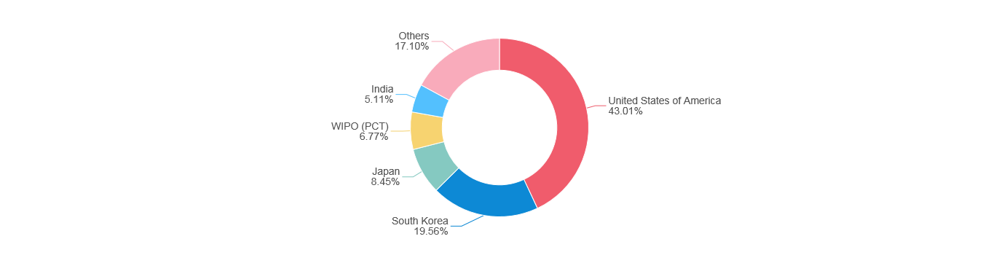 Others
17.10%
India
5.11%
United States of America
43.01%
WIPO (PCT)
6.77%
Japan
8.45%
South Korea
19.56%